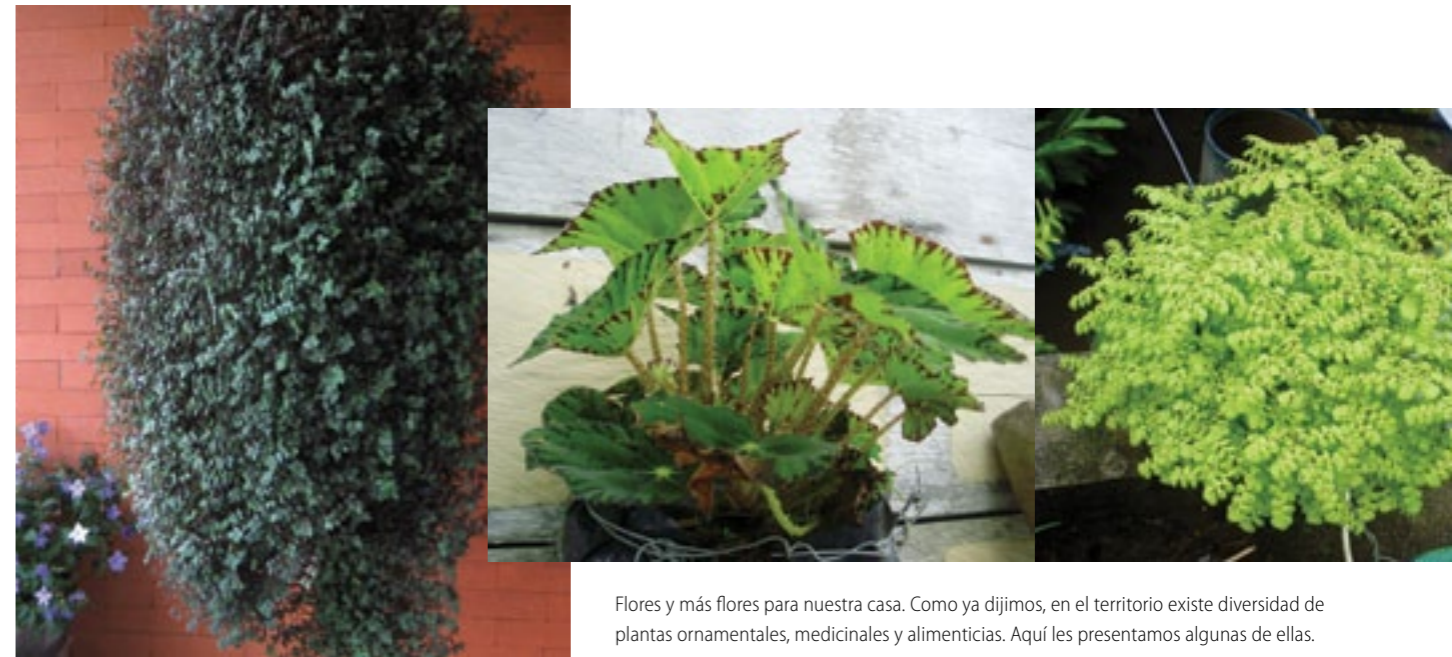 Flores y más flores para nuestra casa. Como ya dijimos, en el territorio existe diversidad de
plantas ornamentales, medicinales y alimenticias. Aquí les presentamos algunas de ellas.